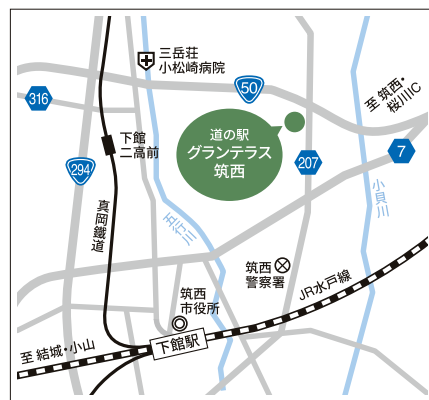 三岳荘
小松崎病院
50
至 筑西・
桜川IC
316
道の駅
グランテラス
筑西
下館
二高前
207
7
294
小貝川
真岡鐵道
五行川
筑西
警察署
JR水戸線
筑西
市役所
至 結城・小山
下館駅